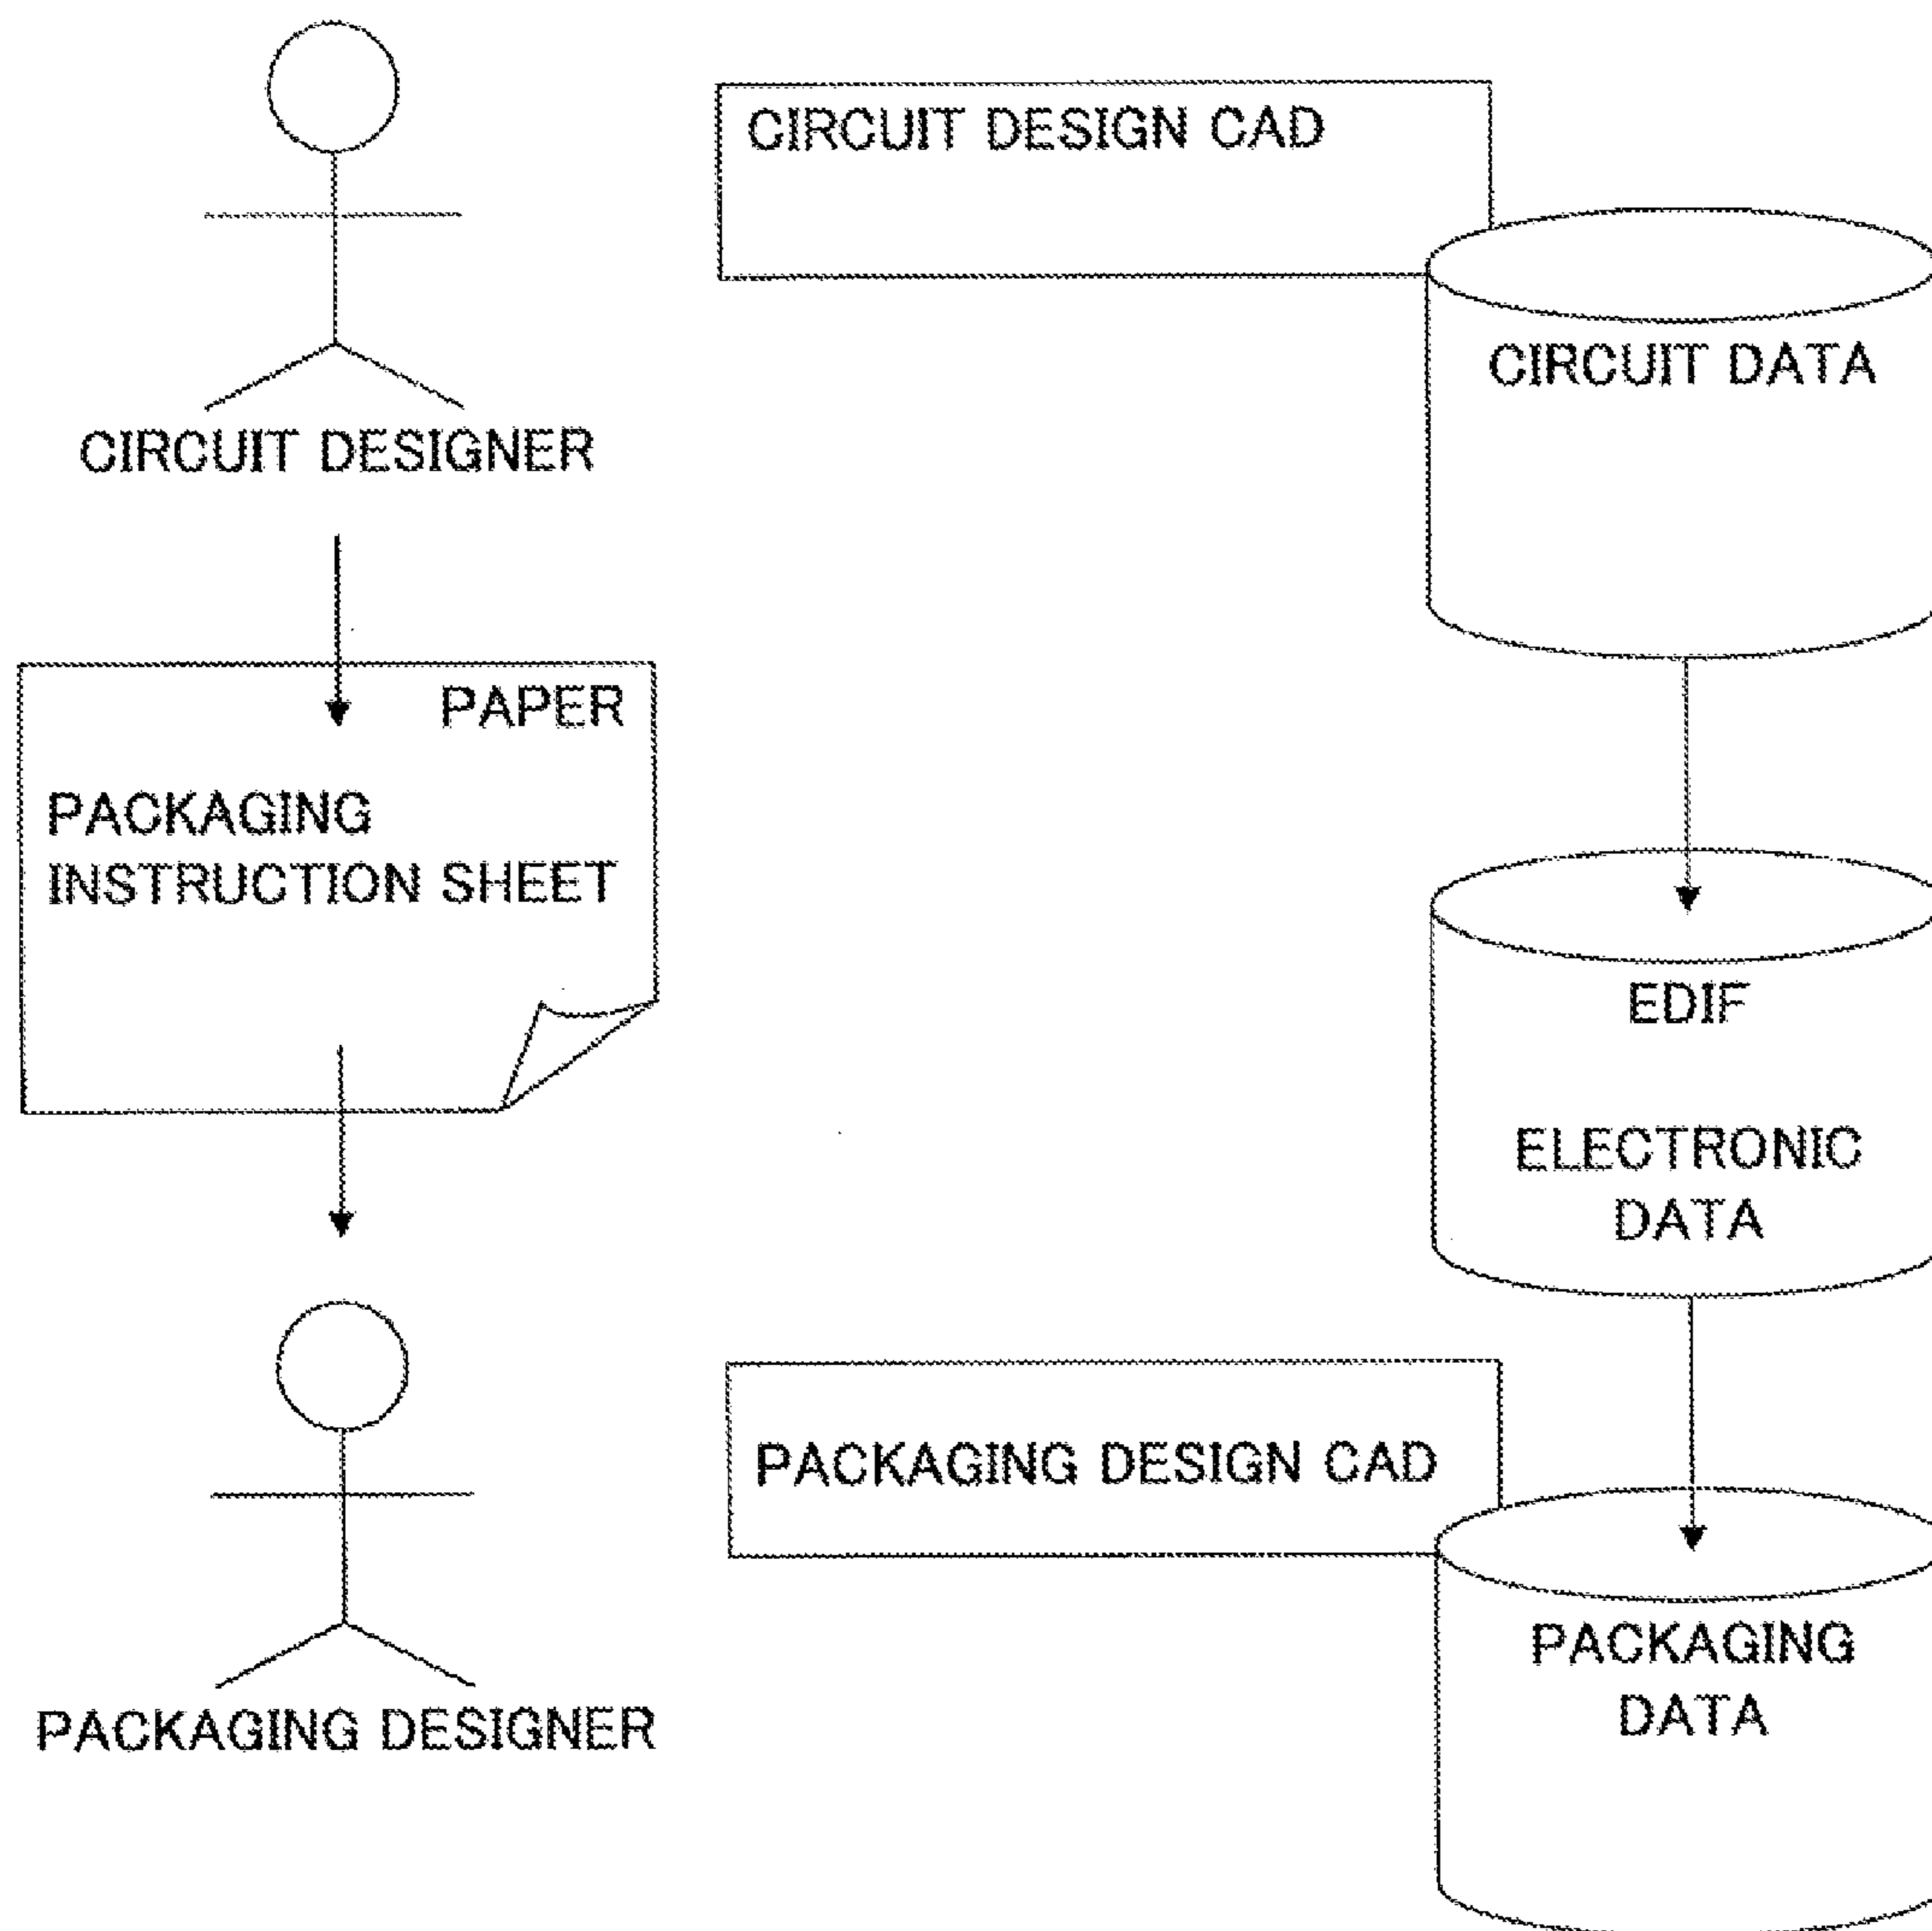 CIRCUIT DESIGN CAD
CIRCUIT DATA
CIRCUIT DESIGNER
PAPER
PACKAGING
INSTRUCTION SHEET
EDIF
ELECTRONIC
DATA
PACKAGING DESIGN CAD
PACKAGING
DATA
PACKAGING DESIGNER